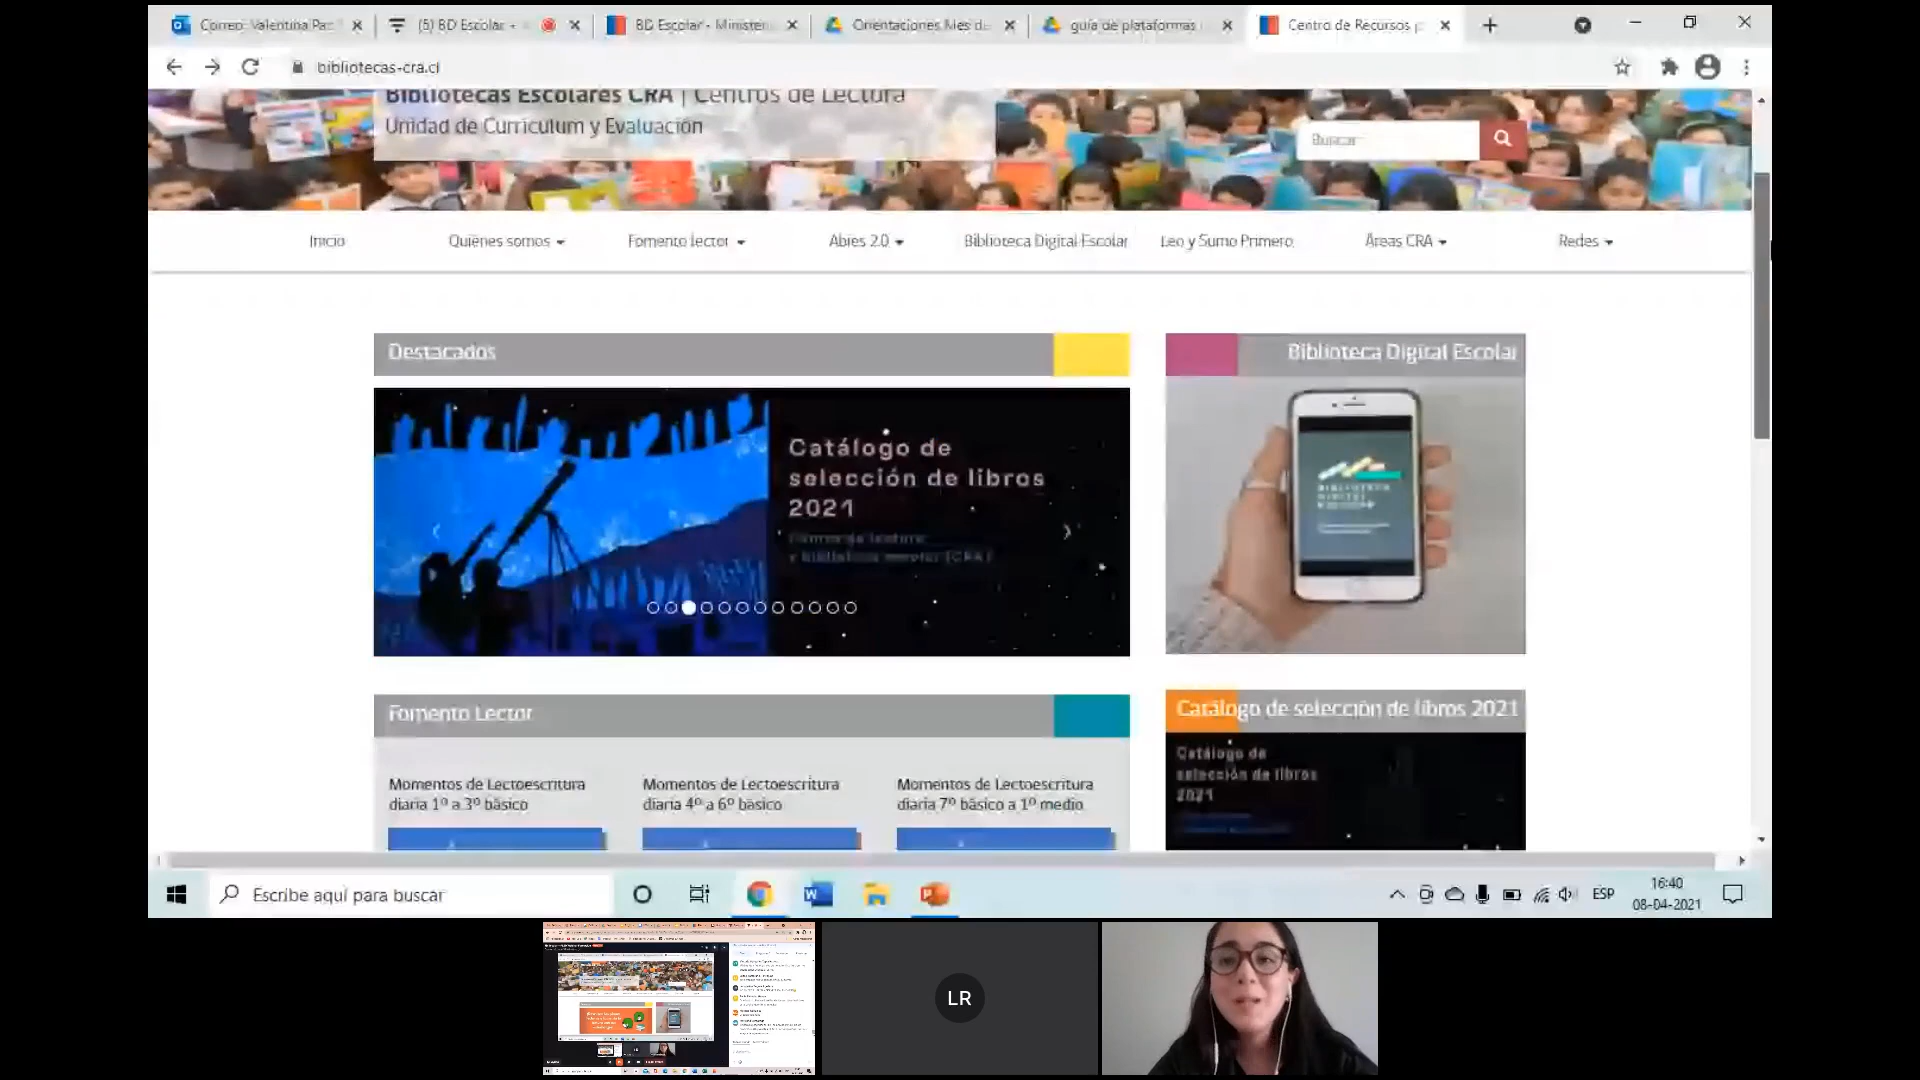 Correo: Valentina Paz
(5) BD Escolar -
BD Escolar - Minister
Orientaciones Mes d
guía de plataformas
Centro de Recursos p
bibliotecas-cra.cl
Bibliotecas Escolares CRA | Centros de Lectura
Unidad de Curriculum y Evaluación
Buscar
Inicio
Quiénes somos
Fomento lector
Abies 2.0
Biblioteca Digital Escolar
Leo y Sumo Primero
Áreas CRA
Redes
Destacados
Biblioteca Digital Escolar
Catálogo de
selección de libros
2021
BIBLIOTECA
DIGITAL
ESCOLAR
Fomento Lector
Catálogo de selección de libros 2021
Momentos de Lectoescritura
diaria 1º a 3º básico
Momentos de Lectoescritura
diaria 4º a 6º básico
Momentos de Lectoescritura
diaria 7º básico a 1º medio
Catálogo de
selección de libros
2021
Escribe aquí para buscar
ESP
16:40
08-04-2021
LR